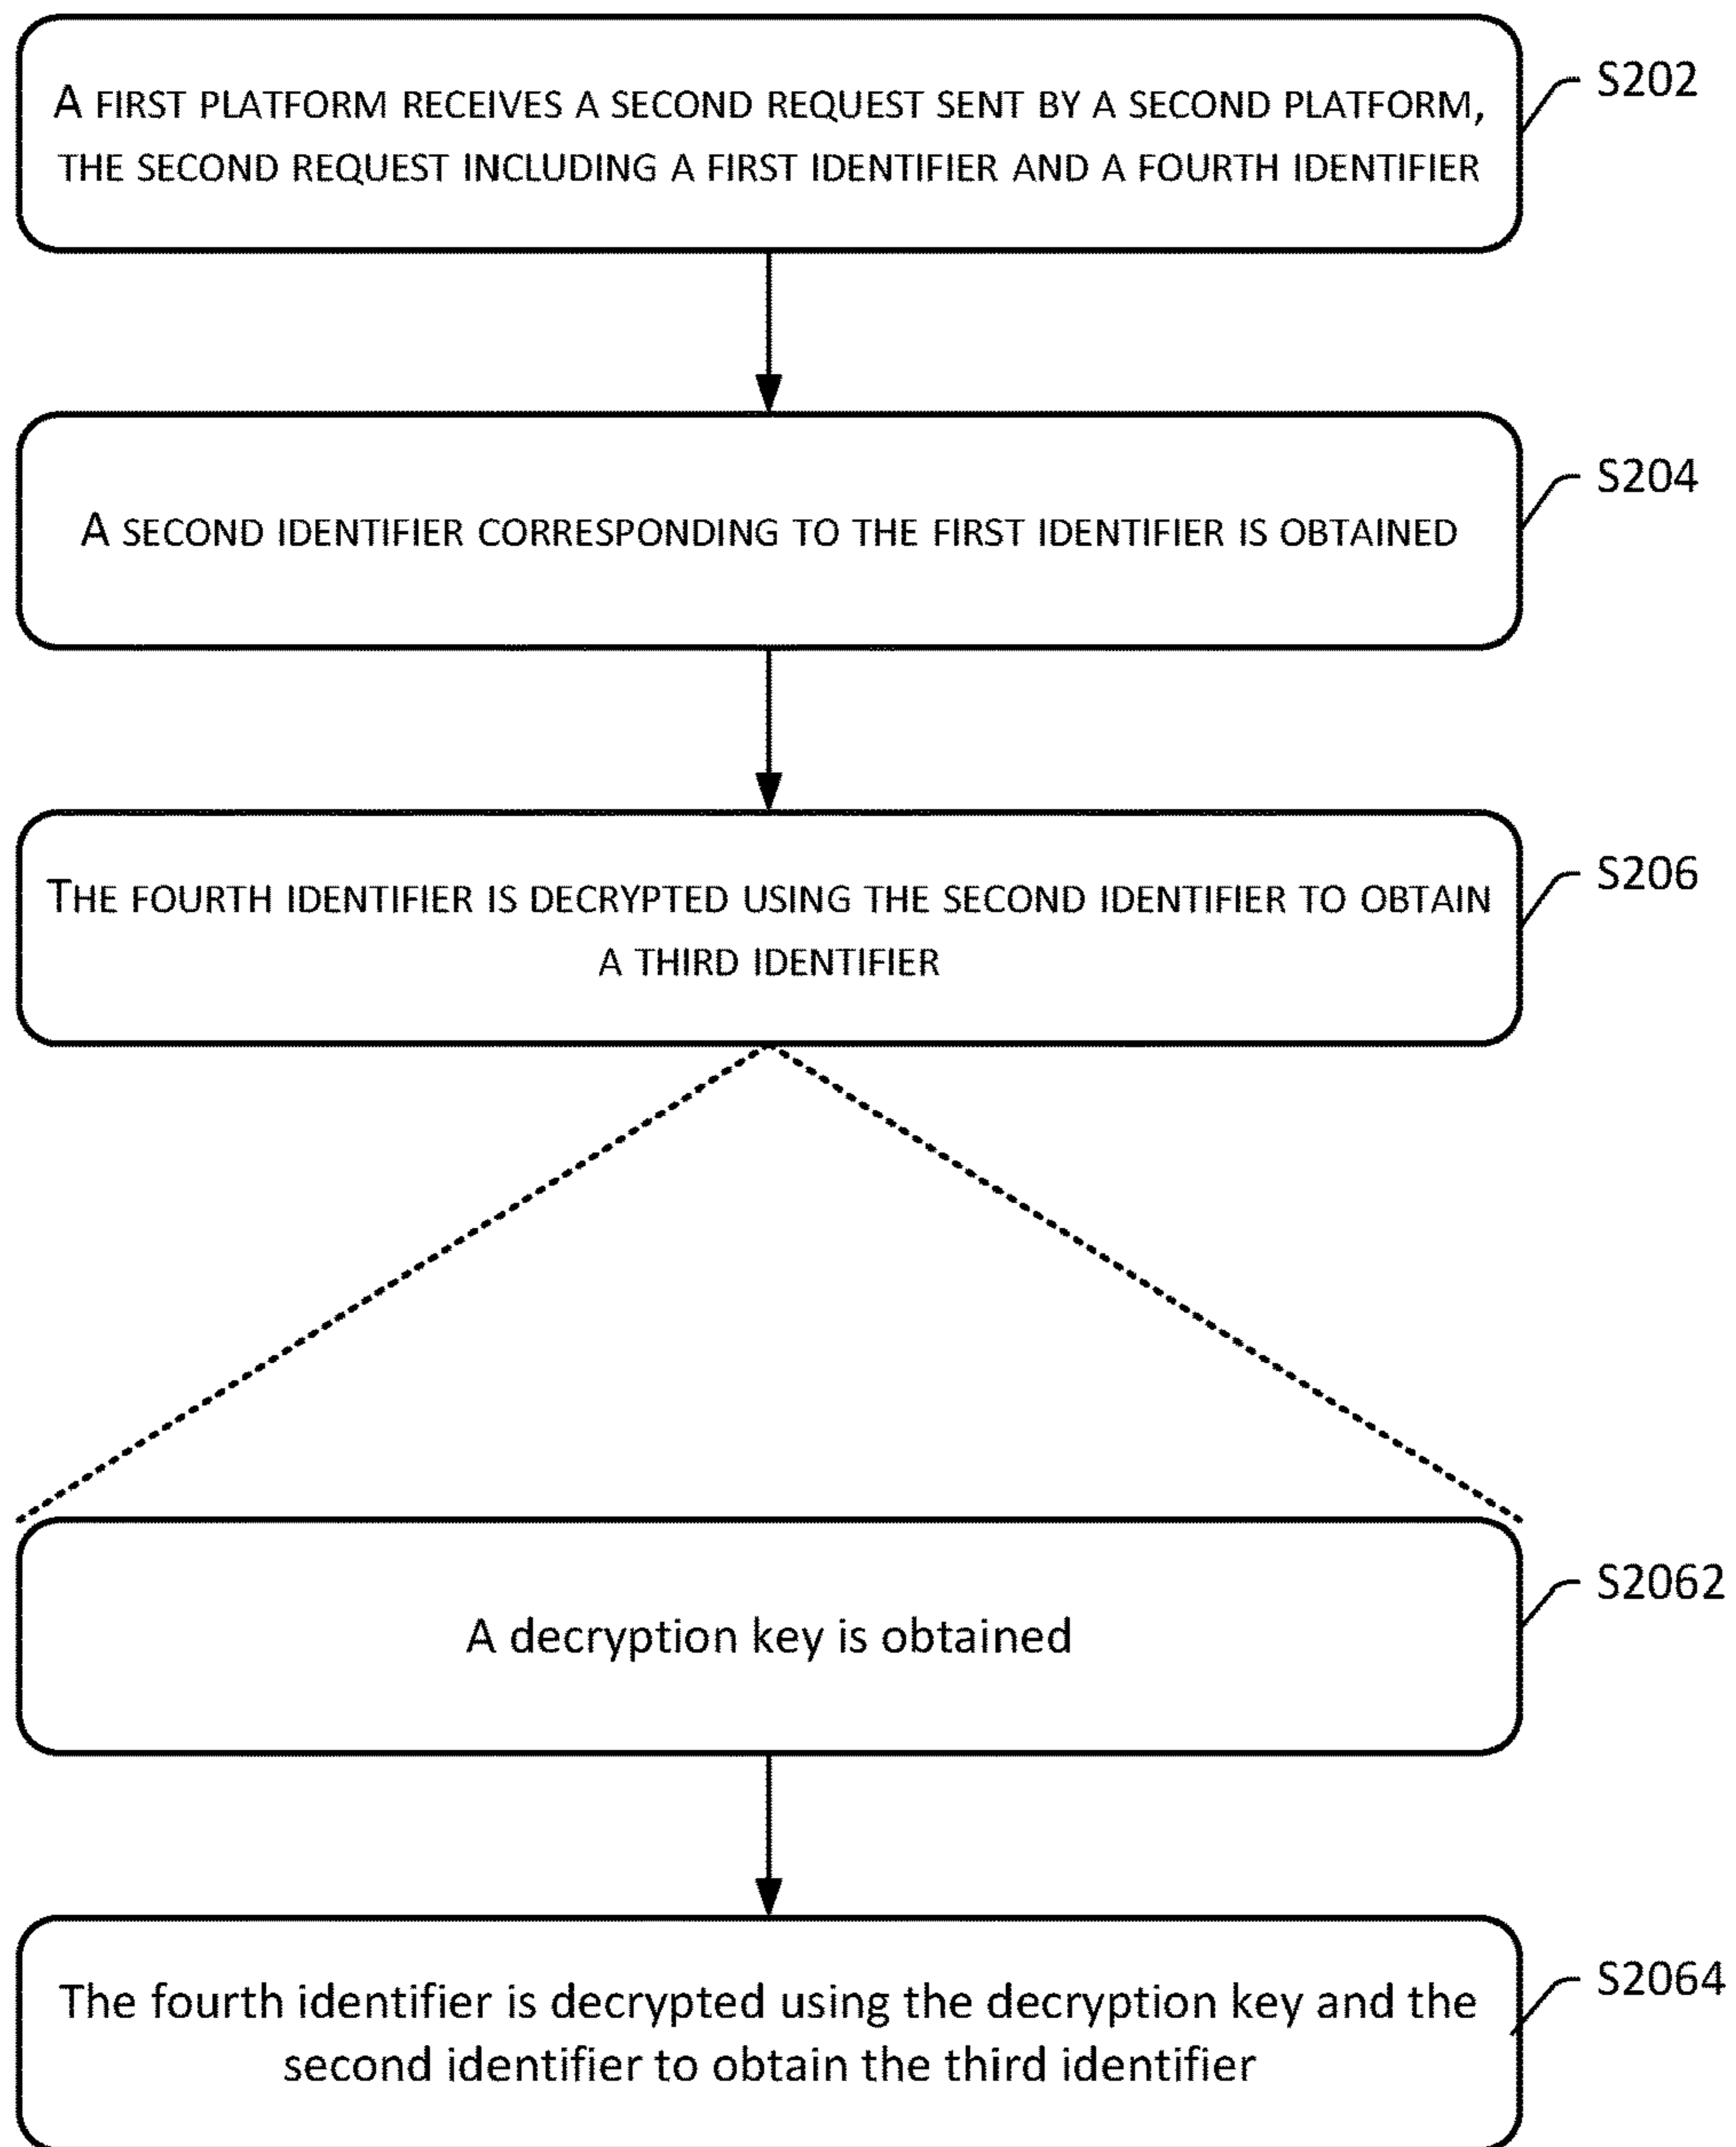 A FIRST PLATFORM RECEIVES A SECOND REQUEST SENT BY A SECOND PLATFORM,
THE SECOND REQUEST INCLUDING A FIRST IDENTIFIER AND A FOURTH IDENTIFIER
S202
A SECOND IDENTIFIER CORRESPONDING TO THE FIRST IDENTIFIER IS OBTAINED
S204
THE FOURTH IDENTIFIER IS DECRYPTED USING THE SECOND IDENTIFIER TO OBTAIN
A THIRD IDENTIFIER
S206
A decryption key is obtained
S2062
The fourth identifier is decrypted using the decryption key and the
second identifier to obtain the third identifier
S2064